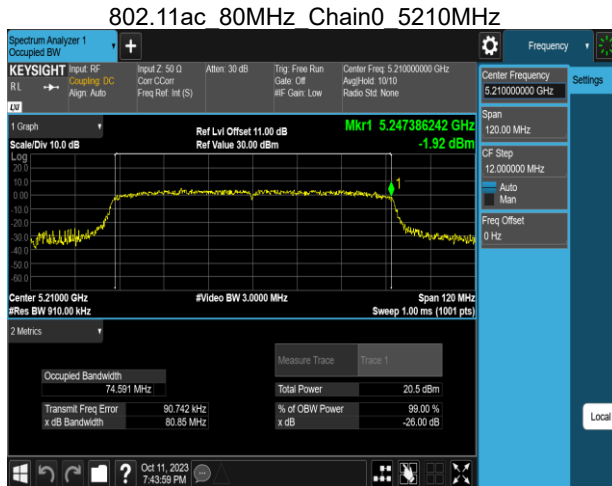 802.11ac_80MHz_Chain0_5210MHz
Spectrum Analyzer 1
Occupied BW
Frequency
KEYSIGHT
Input: RF
Coupling: DC
Align: Auto
Input Z: 50 Ω
Corr CCorr
Freq Ref: Int (S)
Atten: 30 dB
Trig: Free Run
Gate: Off
#IF Gain: Low
Center Freq: 5.210000000 GHz
Avg|Hold: 10/10
Radio Std: None
RL
LXI
Center Frequency
5.210000000 GHz
Settings
Span
120.00 MHz
CF Step
12.000000 MHz
Auto
Man
Freq Offset
0 Hz
1 Graph
Scale/Div 10.0 dB
Ref Lvl Offset 11.00 dB
Ref Value 30.00 dBm
Mkr1 5.247386242 GHz
-1.92 dBm
Log
20.0
10.0
0.00
-10.0
-20.0
-30.0
-40.0
-50.0
-60.0
1
Center 5.21000 GHz
#Video BW 3.0000 MHz
Span 120 MHz
#Res BW 910.00 kHz
Sweep 1.00 ms (1001 pts)
2 Metrics
Measure Trace
Trace 1
Occupied Bandwidth
74.591 MHz
Total Power
20.5 dBm
Transmit Freq Error
90.742 kHz
% of OBW Power
99.00 %
x dB Bandwidth
80.85 MHz
x dB
-26.00 dB
Local
Oct 11, 2023
7:43:59 PM